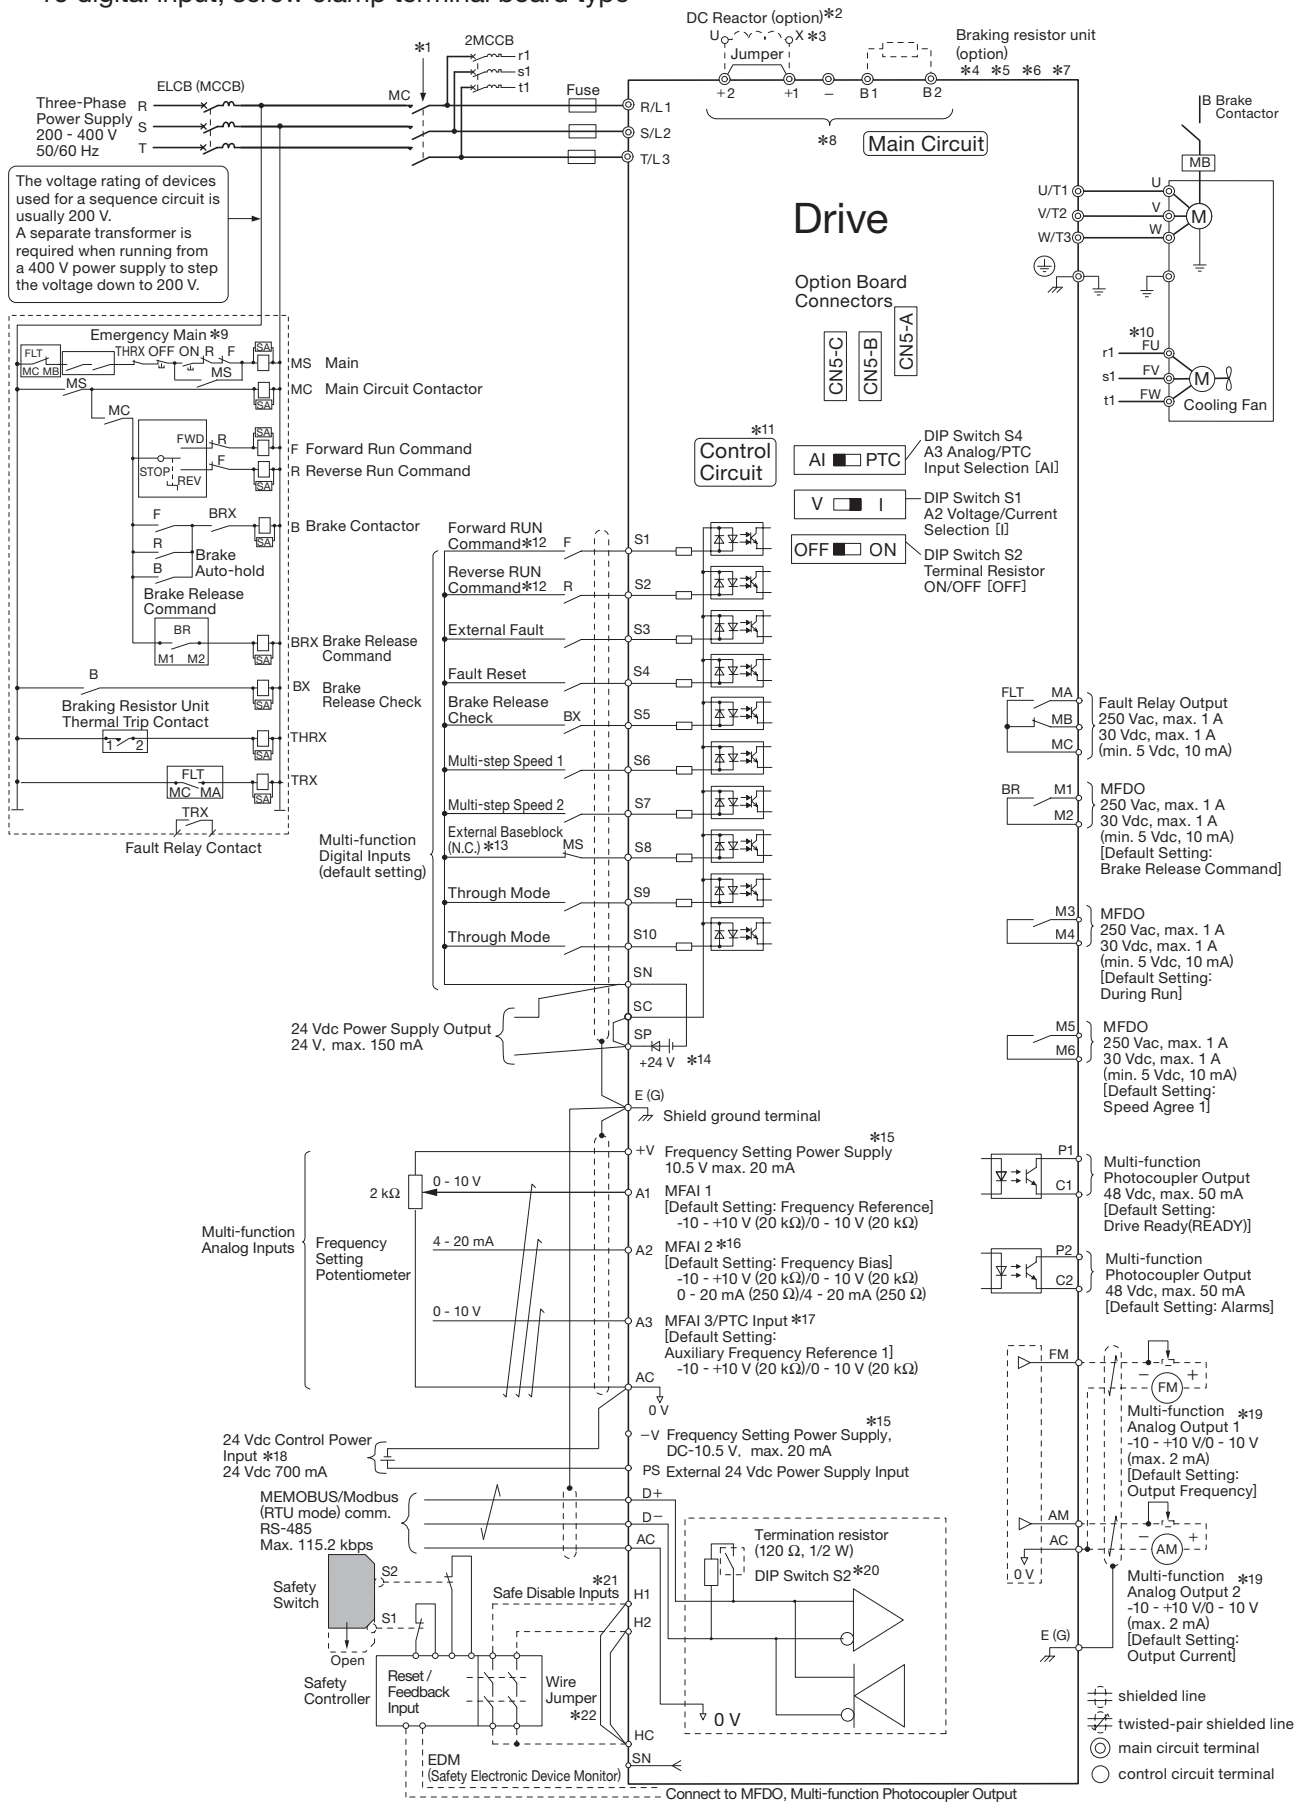 DC Reactor (option)*2
U X *3
Jumper
+2 +1 − B1 B2
*8
Braking resistor unit
(option)
*4 *5 *6 *7
Main Circuit
*1
2MCCB
r1
s1
t1
ELCB (MCCB)
MC
Fuse
Three-Phase
Power Supply
200 - 400 V
50/60 Hz
R
S
T
R/L1
S/L2
T/L3
The voltage rating of devices
used for a sequence circuit is
usually 200 V.
A separate transformer is
required when running from
a 400 V power supply to step
the voltage down to 200 V.
Drive
B Brake
Contactor
MB
U/T1
V/T2
W/T3
U
V
W
M
*10
r1 FU
s1 FV
t1 FW
M
Cooling Fan
Option Board
Connectors
CN5-C
CN5-B
CN5-A
Emergency Main *9
FLT
MC MB
THRX OFF ON R F
MS
SA
MS Main
MS
SA
MC Main Circuit Contactor
MC
FWD
STOP
REV
R
F
SA
F Forward Run Command
SA
R Reverse Run Command
F BRX
R
B
Brake
Auto-hold
SA
B Brake Contactor
Brake Release
Command
BR
M1 M2
SA
BRX Brake Release
Command
B
SA
BX Brake
Release Check
Braking Resistor Unit
Thermal Trip Contact
1 2
SA
THRX
FLT
MC MA
SA
TRX
TRX
Fault Relay Contact
*11
Control
Circuit
AI PTC
DIP Switch S4
A3 Analog/PTC
Input Selection [AI]
V I
DIP Switch S1
A2 Voltage/Current
Selection [I]
OFF ON
DIP Switch S2
Terminal Resistor
ON/OFF [OFF]
Multi-function
Digital Inputs
(default setting)
Forward RUN
Command*12 F S1
Reverse RUN
Command*12 R S2
External Fault S3
Fault Reset S4
Brake Release
Check BX S5
Multi-step Speed 1 S6
Multi-step Speed 2 S7
External Baseblock
(N.C.) *13 MS S8
Through Mode S9
Through Mode S10
SN
SC
SP
24 Vdc Power Supply Output
24 V, max. 150 mA
+24 V *14
E (G)
Shield ground terminal
FLT MA
MB
MC
Fault Relay Output
250 Vac, max. 1 A
30 Vdc, max. 1 A
(min. 5 Vdc, 10 mA)
BR M1
M2
MFDO
250 Vac, max. 1 A
30 Vdc, max. 1 A
(min. 5 Vdc, 10 mA)
[Default Setting:
Brake Release Command]
M3
M4
MFDO
250 Vac, max. 1 A
30 Vdc, max. 1 A
(min. 5 Vdc, 10 mA)
[Default Setting:
During Run]
M5
M6
MFDO
250 Vac, max. 1 A
30 Vdc, max. 1 A
(min. 5 Vdc, 10 mA)
[Default Setting:
Speed Agree 1]
P1
C1
Multi-function
Photocoupler Output
48 Vdc, max. 50 mA
[Default Setting:
Drive Ready(READY)]
P2
C2
Multi-function
Photocoupler Output
48 Vdc, max. 50 mA
[Default Setting: Alarms]
Multi-function
Analog Inputs
Frequency
Setting
Potentiometer
2 kΩ
0 - 10 V
4 - 20 mA
0 - 10 V
*15
+V Frequency Setting Power Supply
10.5 V max. 20 mA
A1 MFAI 1
[Default Setting: Frequency Reference]
-10 - +10 V (20 kΩ)/0 - 10 V (20 kΩ)
A2 MFAI 2 *16
[Default Setting: Frequency Bias]
-10 - +10 V (20 kΩ)/0 - 10 V (20 kΩ)
0 - 20 mA (250 Ω)/4 - 20 mA (250 Ω)
A3 MFAI 3/PTC Input *17
[Default Setting:
Auxiliary Frequency Reference 1]
-10 - +10 V (20 kΩ)/0 - 10 V (20 kΩ)
AC
0 V
*15
−V Frequency Setting Power Supply,
DC-10.5 V, max. 20 mA
PS External 24 Vdc Power Supply Input
24 Vdc Control Power
Input *18
24 Vdc 700 mA
MEMOBUS/Modbus
(RTU mode) comm.
RS-485
Max. 115.2 kbps
D+
D−
AC
Termination resistor
(120 Ω, 1/2 W)
DIP Switch S2 *20
0 V
FM
− +
FM
Multi-function
Analog Output 1 *19
-10 - +10 V/0 - 10 V
(max. 2 mA)
[Default Setting:
Output Frequency]
AM
AC
0 V
− +
AM
Multi-function
Analog Output 2 *19
-10 - +10 V/0 - 10 V
(max. 2 mA)
[Default Setting:
Output Current]
E (G)
Safety
Switch
S2
S1
Open
*21
Safe Disable Inputs
H1
H2
Safety
Controller
Reset /
Feedback
Input
Wire
Jumper
*22
HC
SN
EDM
(Safety Electronic Device Monitor)
Connect to MFDO, Multi-function Photocoupler Output
shielded line
twisted-pair shielded line
main circuit terminal
control circuit terminal